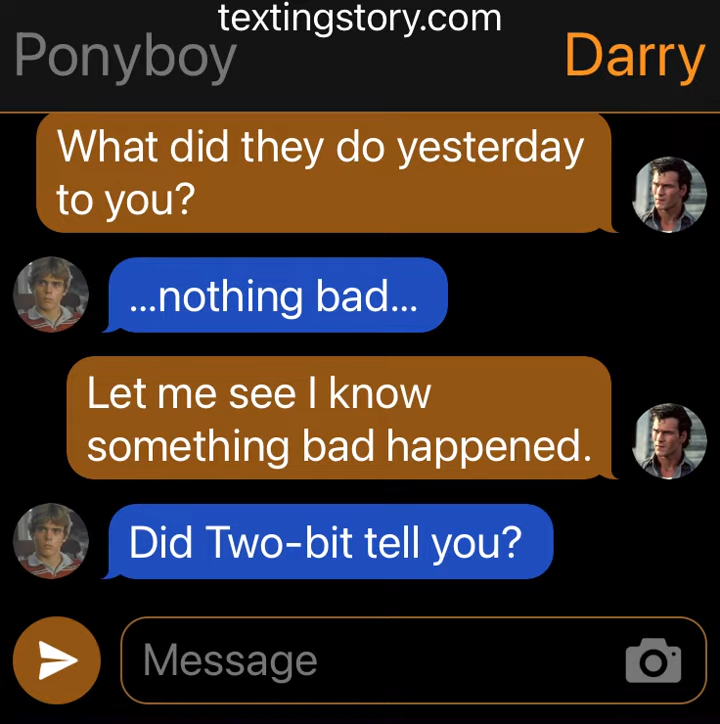 textingstory.com
Ponyboy
Darry
What did they do yesterday
to you?
...nothing bad...
Let me see I know
something bad happened.
Did Two-bit tell you?
Message